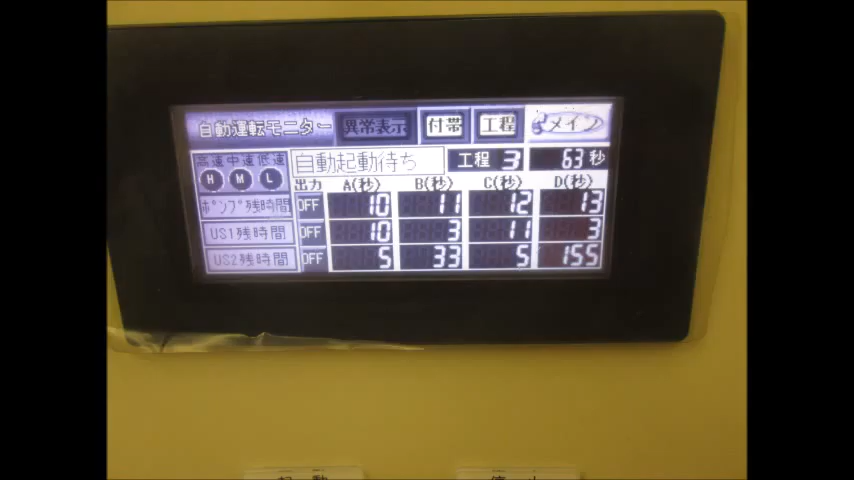 自動運転モニター 異常表示 付帯 工程 メイン
高速 中速 低速 自動起動待ち 工程 3 63 秒
H M L 出力 A(秒) B(秒) C(秒) D(秒)
ポンプ残時間 OFF 10 11 12 13
US1残時間 OFF 10 3 11 3
US2残時間 OFF 5 33 5 155
起 動